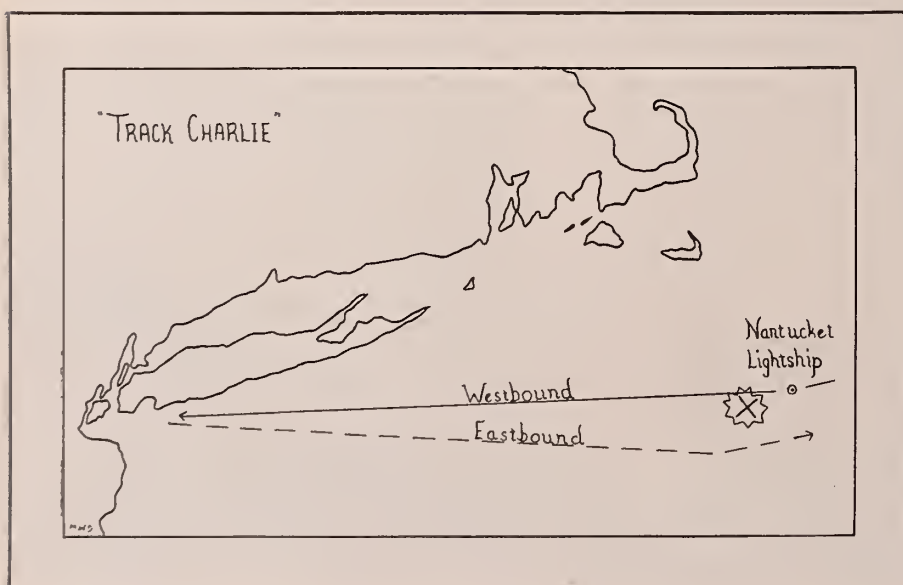 "TRACK CHARLIE"
Nantucket
Lightship
Westbound
Eastbound